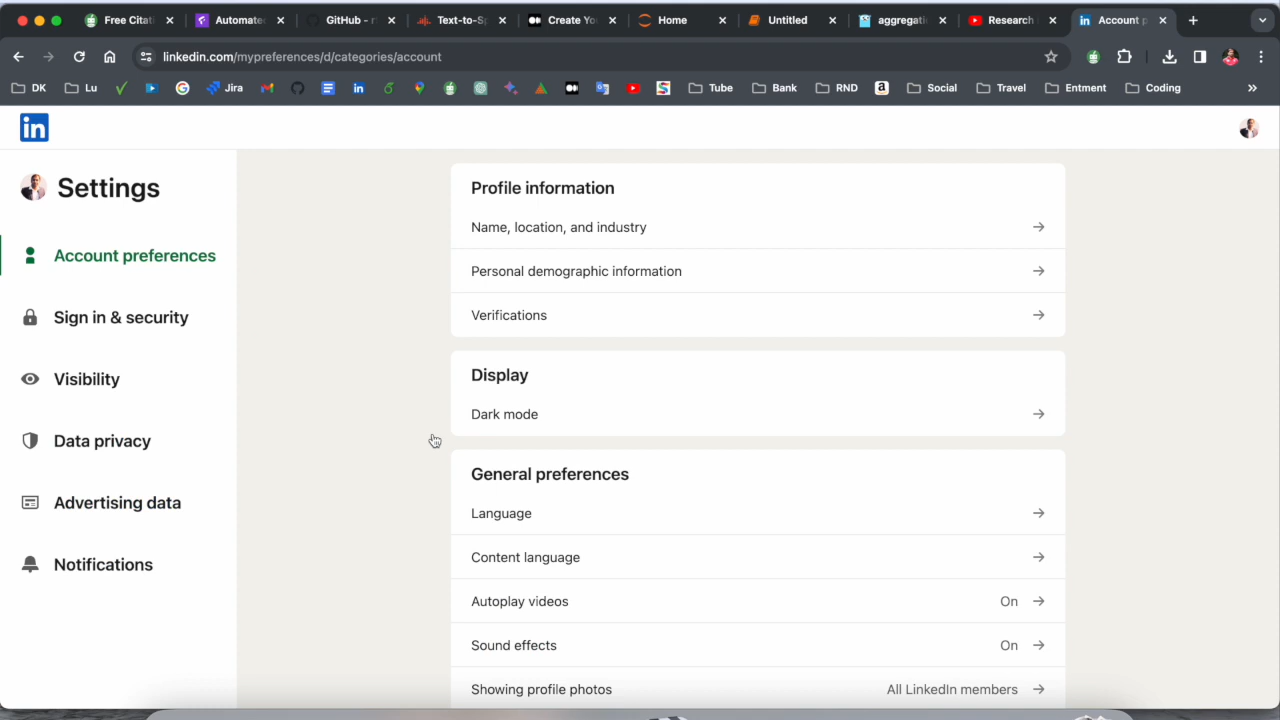 Free Citati
Automate
GitHub - r
Text-to-Sp
Create You
Home
Untitled
aggregati
Research
Account p
linkedin.com/mypreferences/d/categories/account
DK
Lu
Jira
Tube
Bank
RND
Social
Travel
Entment
Coding
in
Settings
Account preferences
Sign in & security
Visibility
Data privacy
Advertising data
Notifications
Profile information
Name, location, and industry
Personal demographic information
Verifications
Display
Dark mode
General preferences
Language
Content language
Autoplay videos On
Sound effects On
Showing profile photos All LinkedIn members